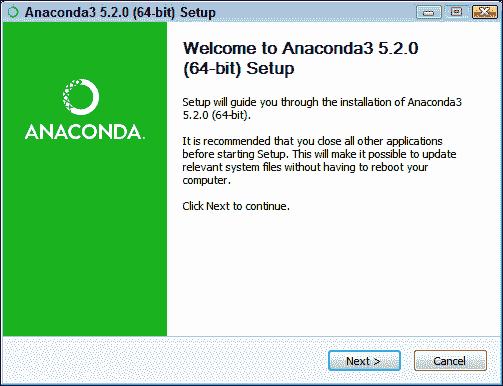 Anaconda3 5.2.0 (64-bit) Setup
Welcome to Anaconda3 5.2.0
(64-bit) Setup
ANACONDA.
Setup will guide you through the installation of Anaconda3
5.2.0 (64-bit).
It is recommended that you close all other applications
before starting Setup. This will make it possible to update
relevant system files without having to reboot your
computer.
Click Next to continue.
Next >
Cancel